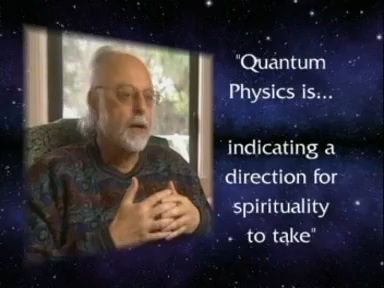 "Quantum
Physics is...
indicating a
direction for
spirituality
to take"